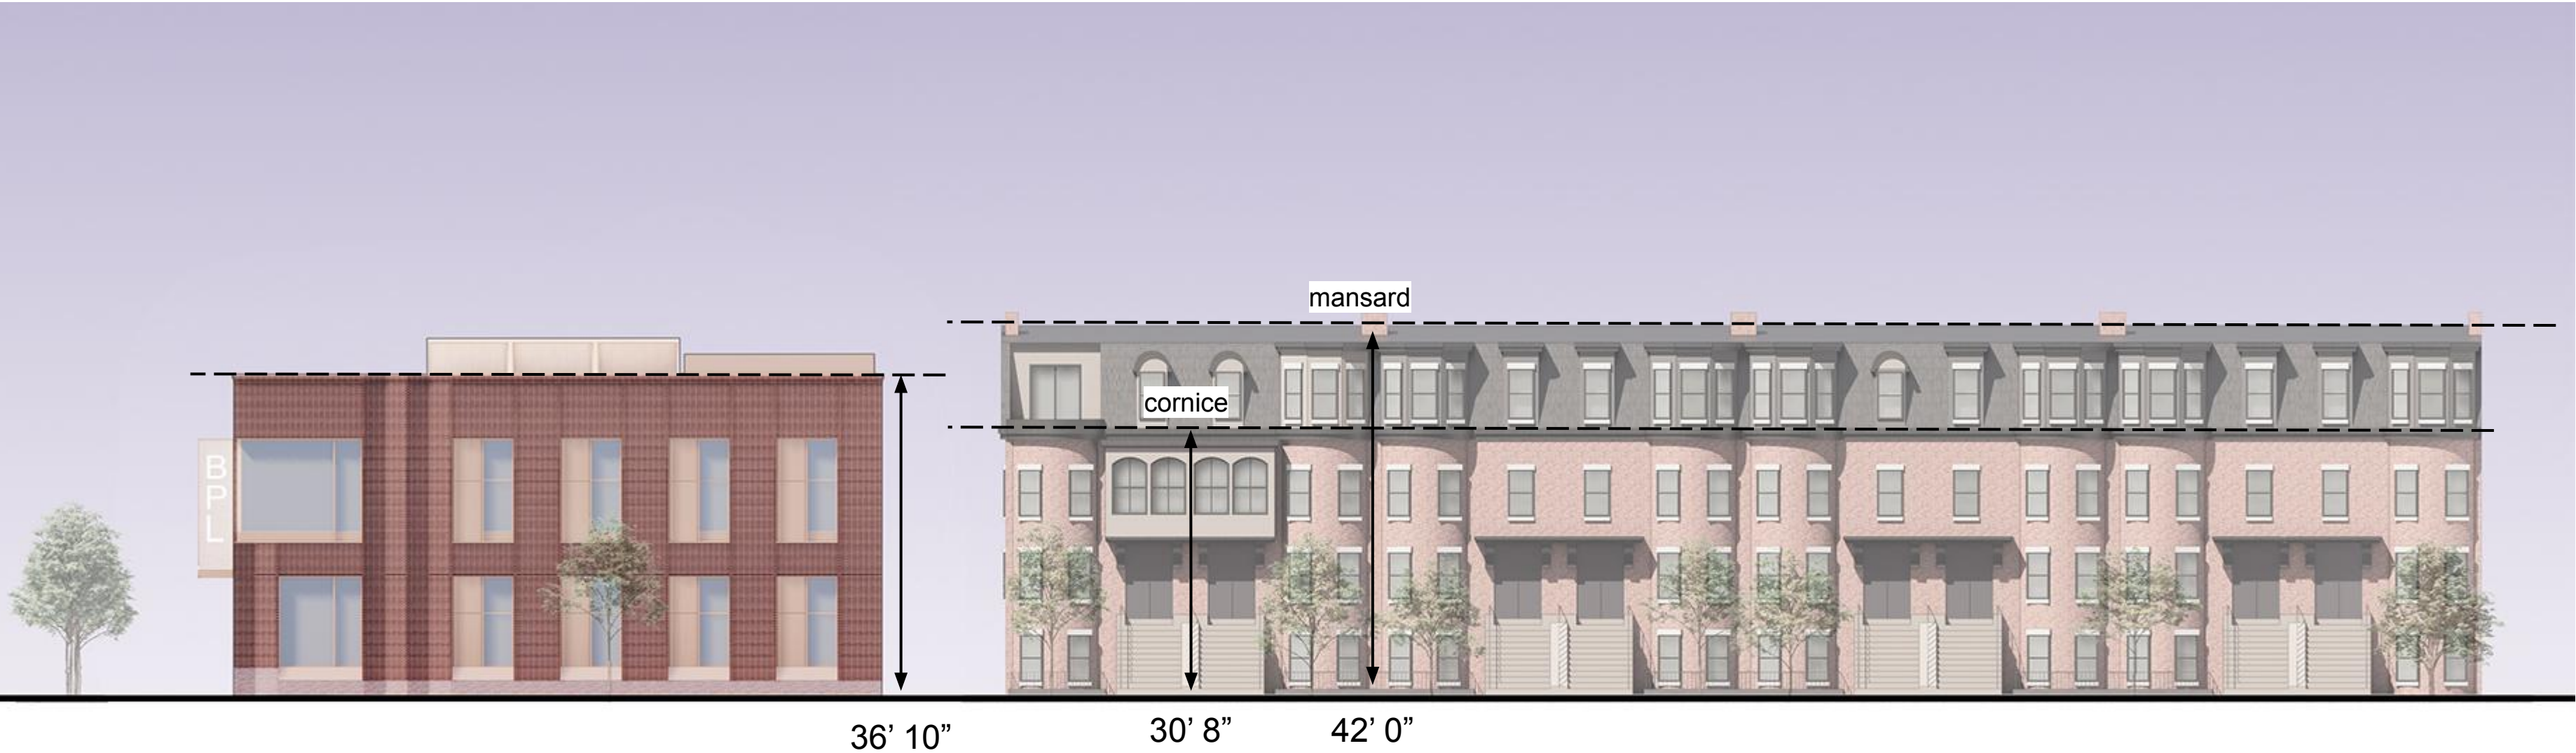 mansard
cornice
B
P
L
36’ 10”
30’ 8”
42’ 0”